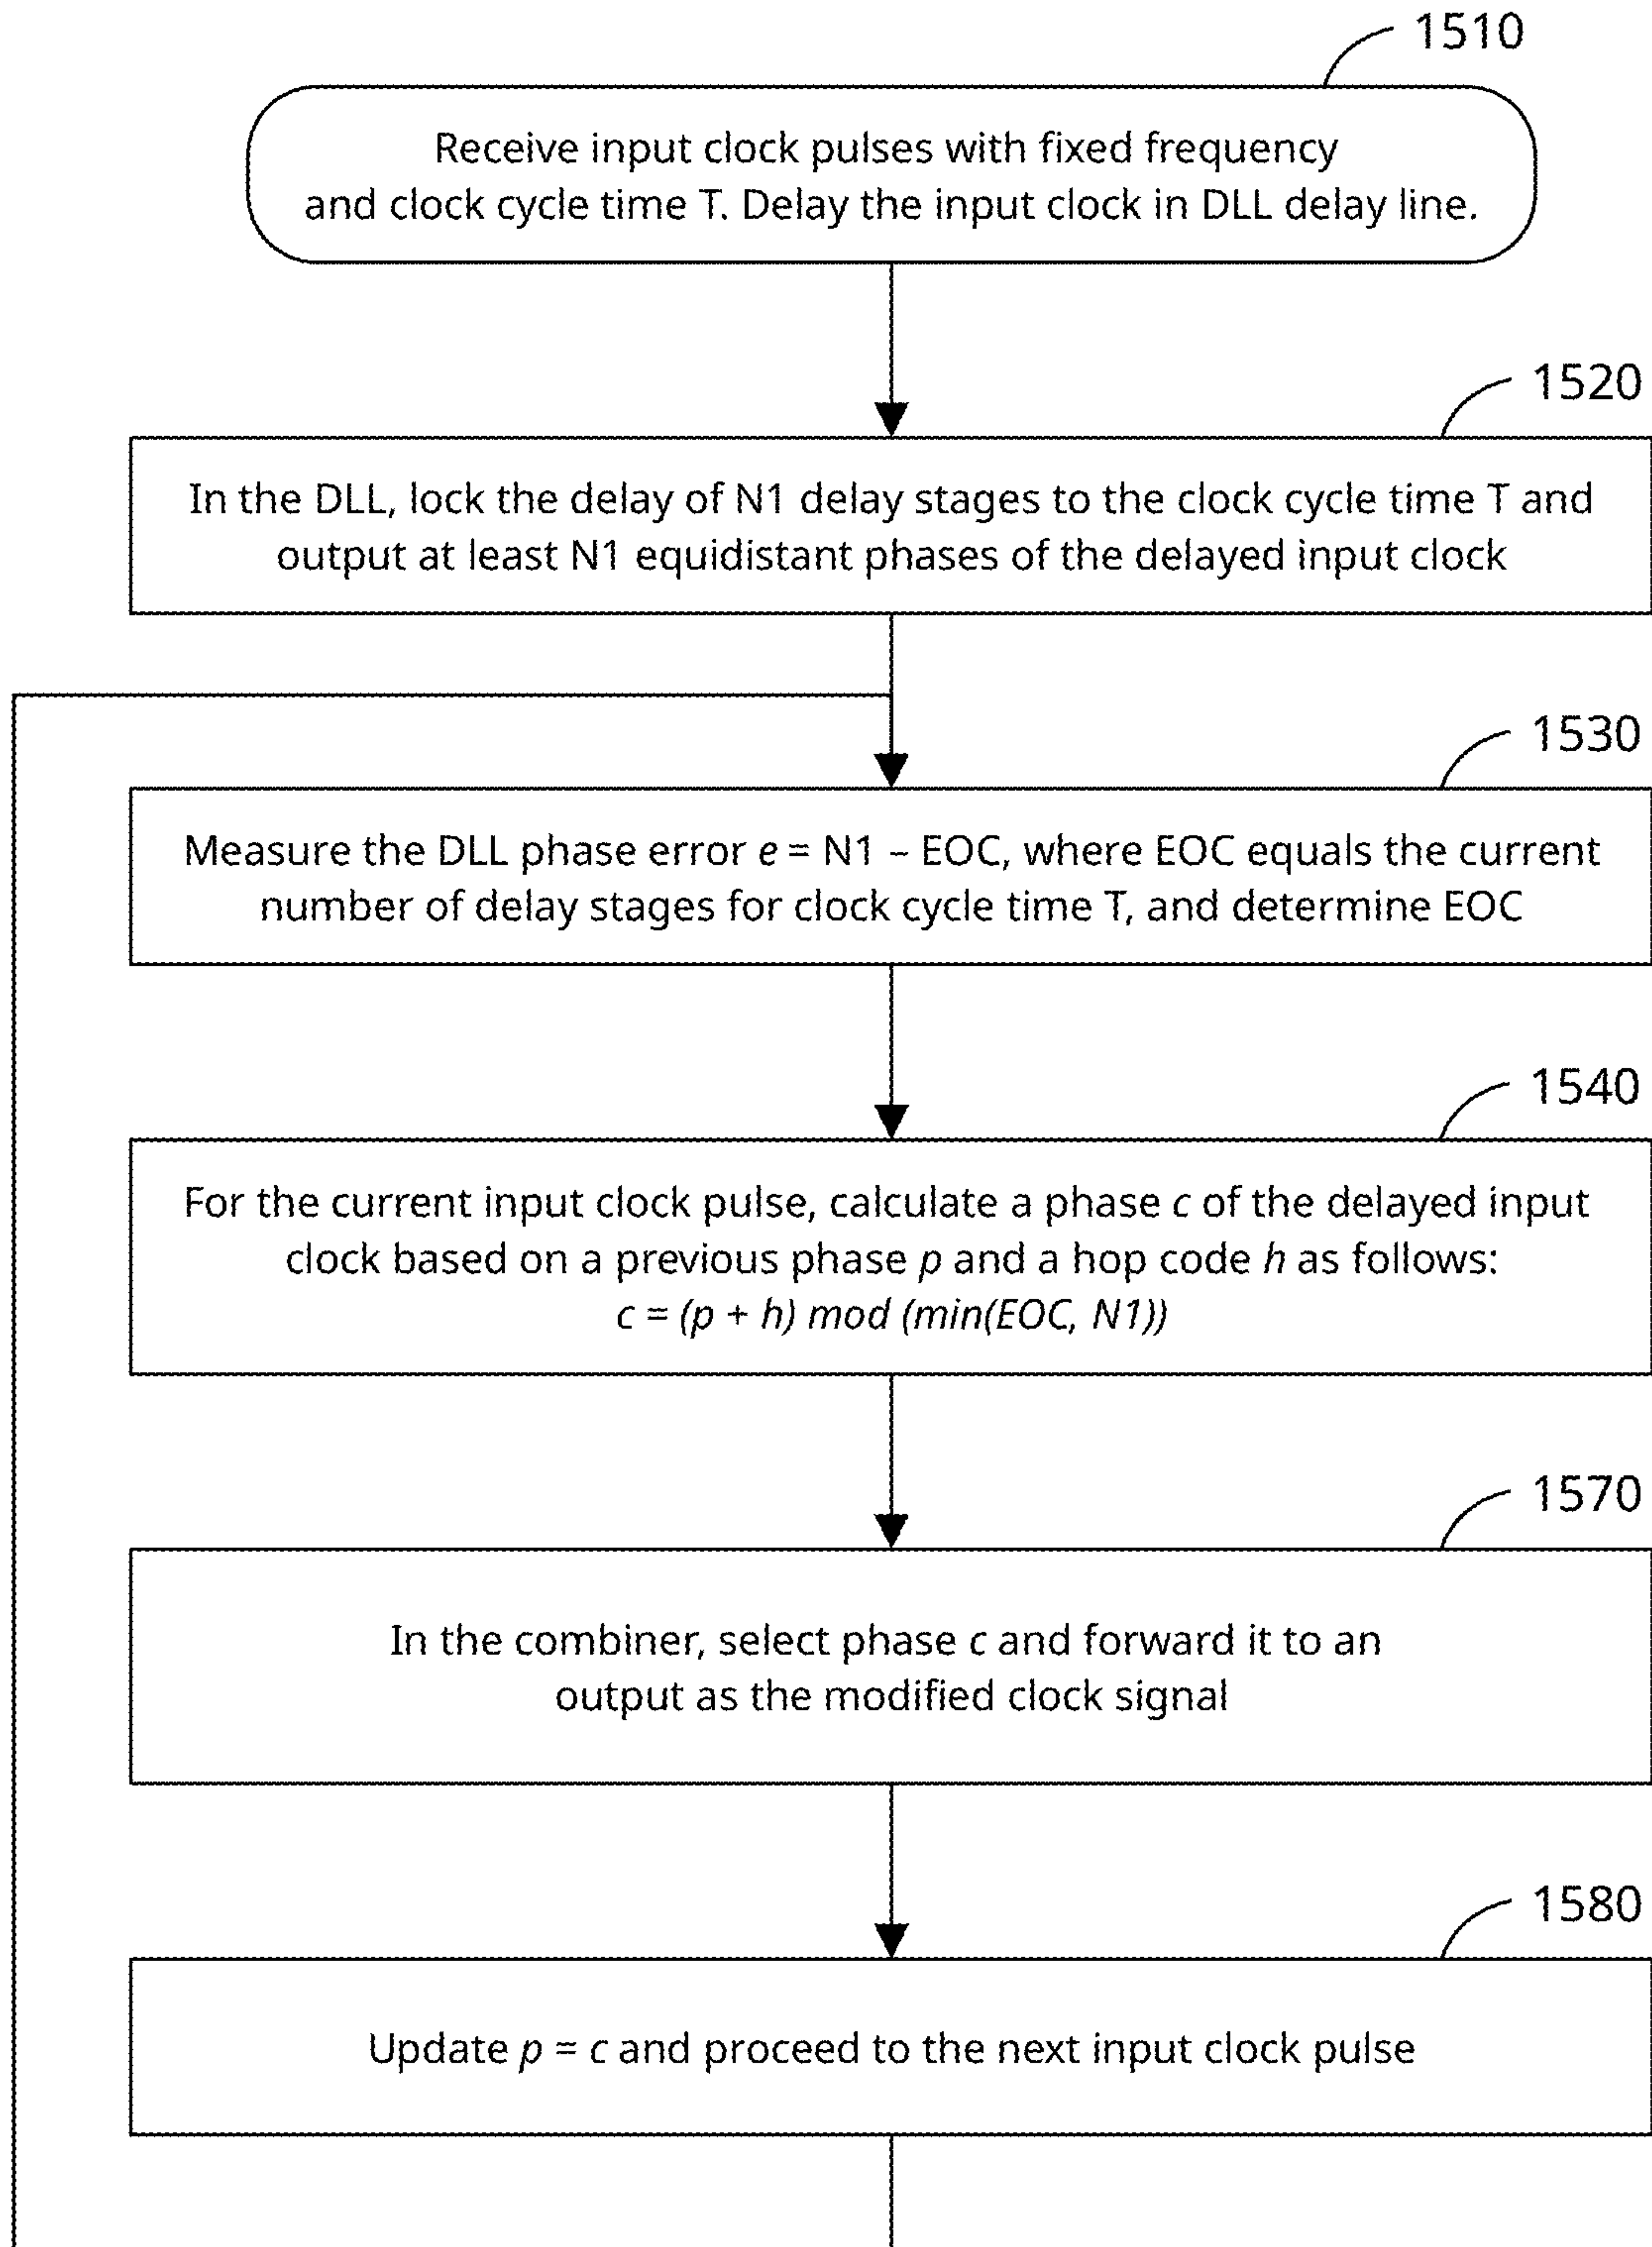 1510
Receive input clock pulses with fixed frequency
and clock cycle time T. Delay the input clock in DLL delay line.
1520
In the DLL, lock the delay of N1 delay stages to the clock cycle time T and
output at least N1 equidistant phases of the delayed input clock
1530
Measure the DLL phase error e = N1 – EOC, where EOC equals the current
number of delay stages for clock cycle time T, and determine EOC
1540
For the current input clock pulse, calculate a phase c of the delayed input
clock based on a previous phase p and a hop code h as follows:
c = (p + h) mod (min(EOC, N1))
1570
In the combiner, select phase c and forward it to an
output as the modified clock signal
1580
Update p = c and proceed to the next input clock pulse